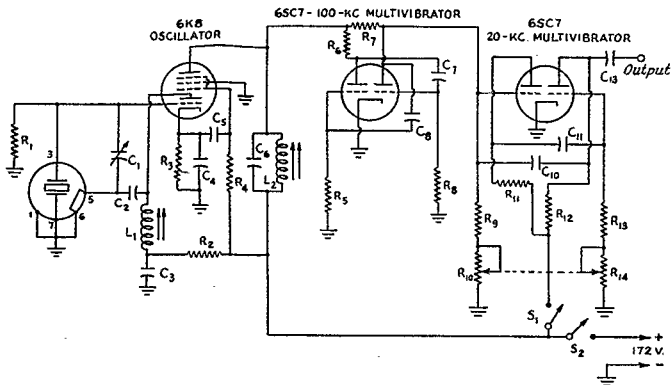 6K8
OSCILLATOR
6SC7-100-KC MULTIVIBRATOR
6SC7
20-KC. MULTIVIBRATOR
R6
R7
C13
Output
C7
C8
C11
C10
R1
3
C1
C2
5
1
7
6
L1
C3
R2
R3
C4
C5
R4
C6
L2
R5
R8
R9
R10
R11
R12
R13
R14
S1
S2
+
172 V.
-